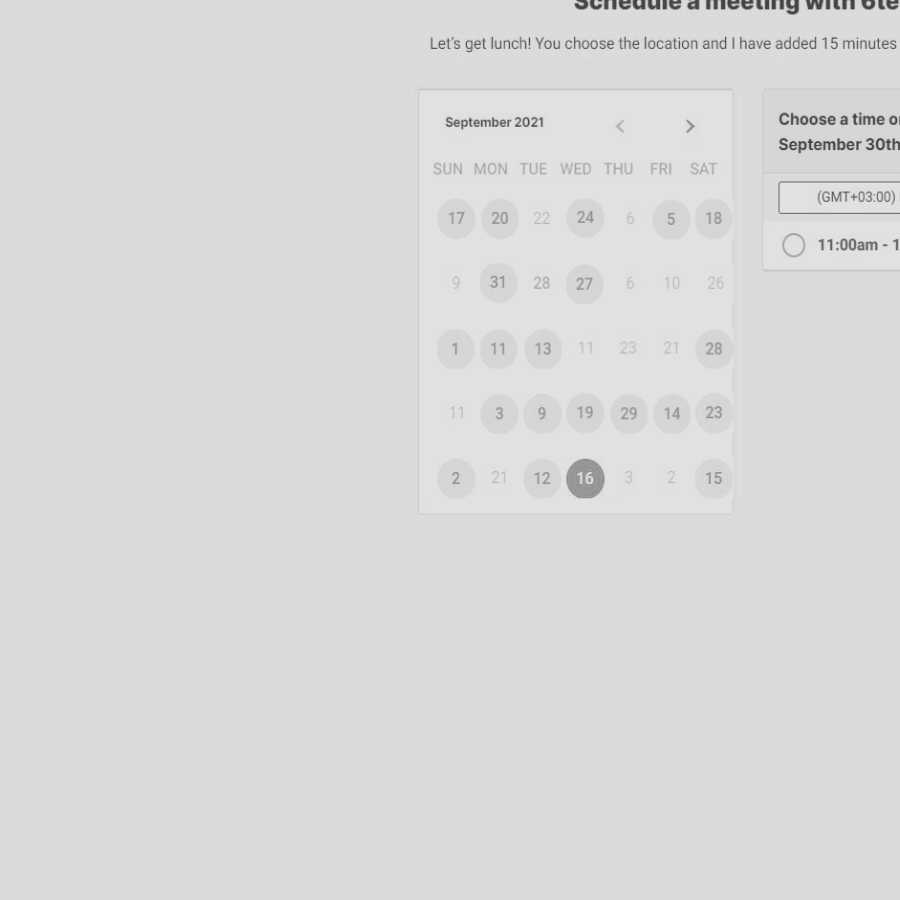 Schedule a meeting with 6te
Let's get lunch! You choose the location and I have added 15 minutes
September 2021
SUN MON TUE WED THU FRI SAT
17 20 22 24 6 5 18
9 31 28 27 6 10 26
1 11 13 11 23 21 28
11 3 9 19 29 14 23
2 21 12 16 3 2 15
Choose a time o
September 30th
(GMT+03:00)
11:00am - 1